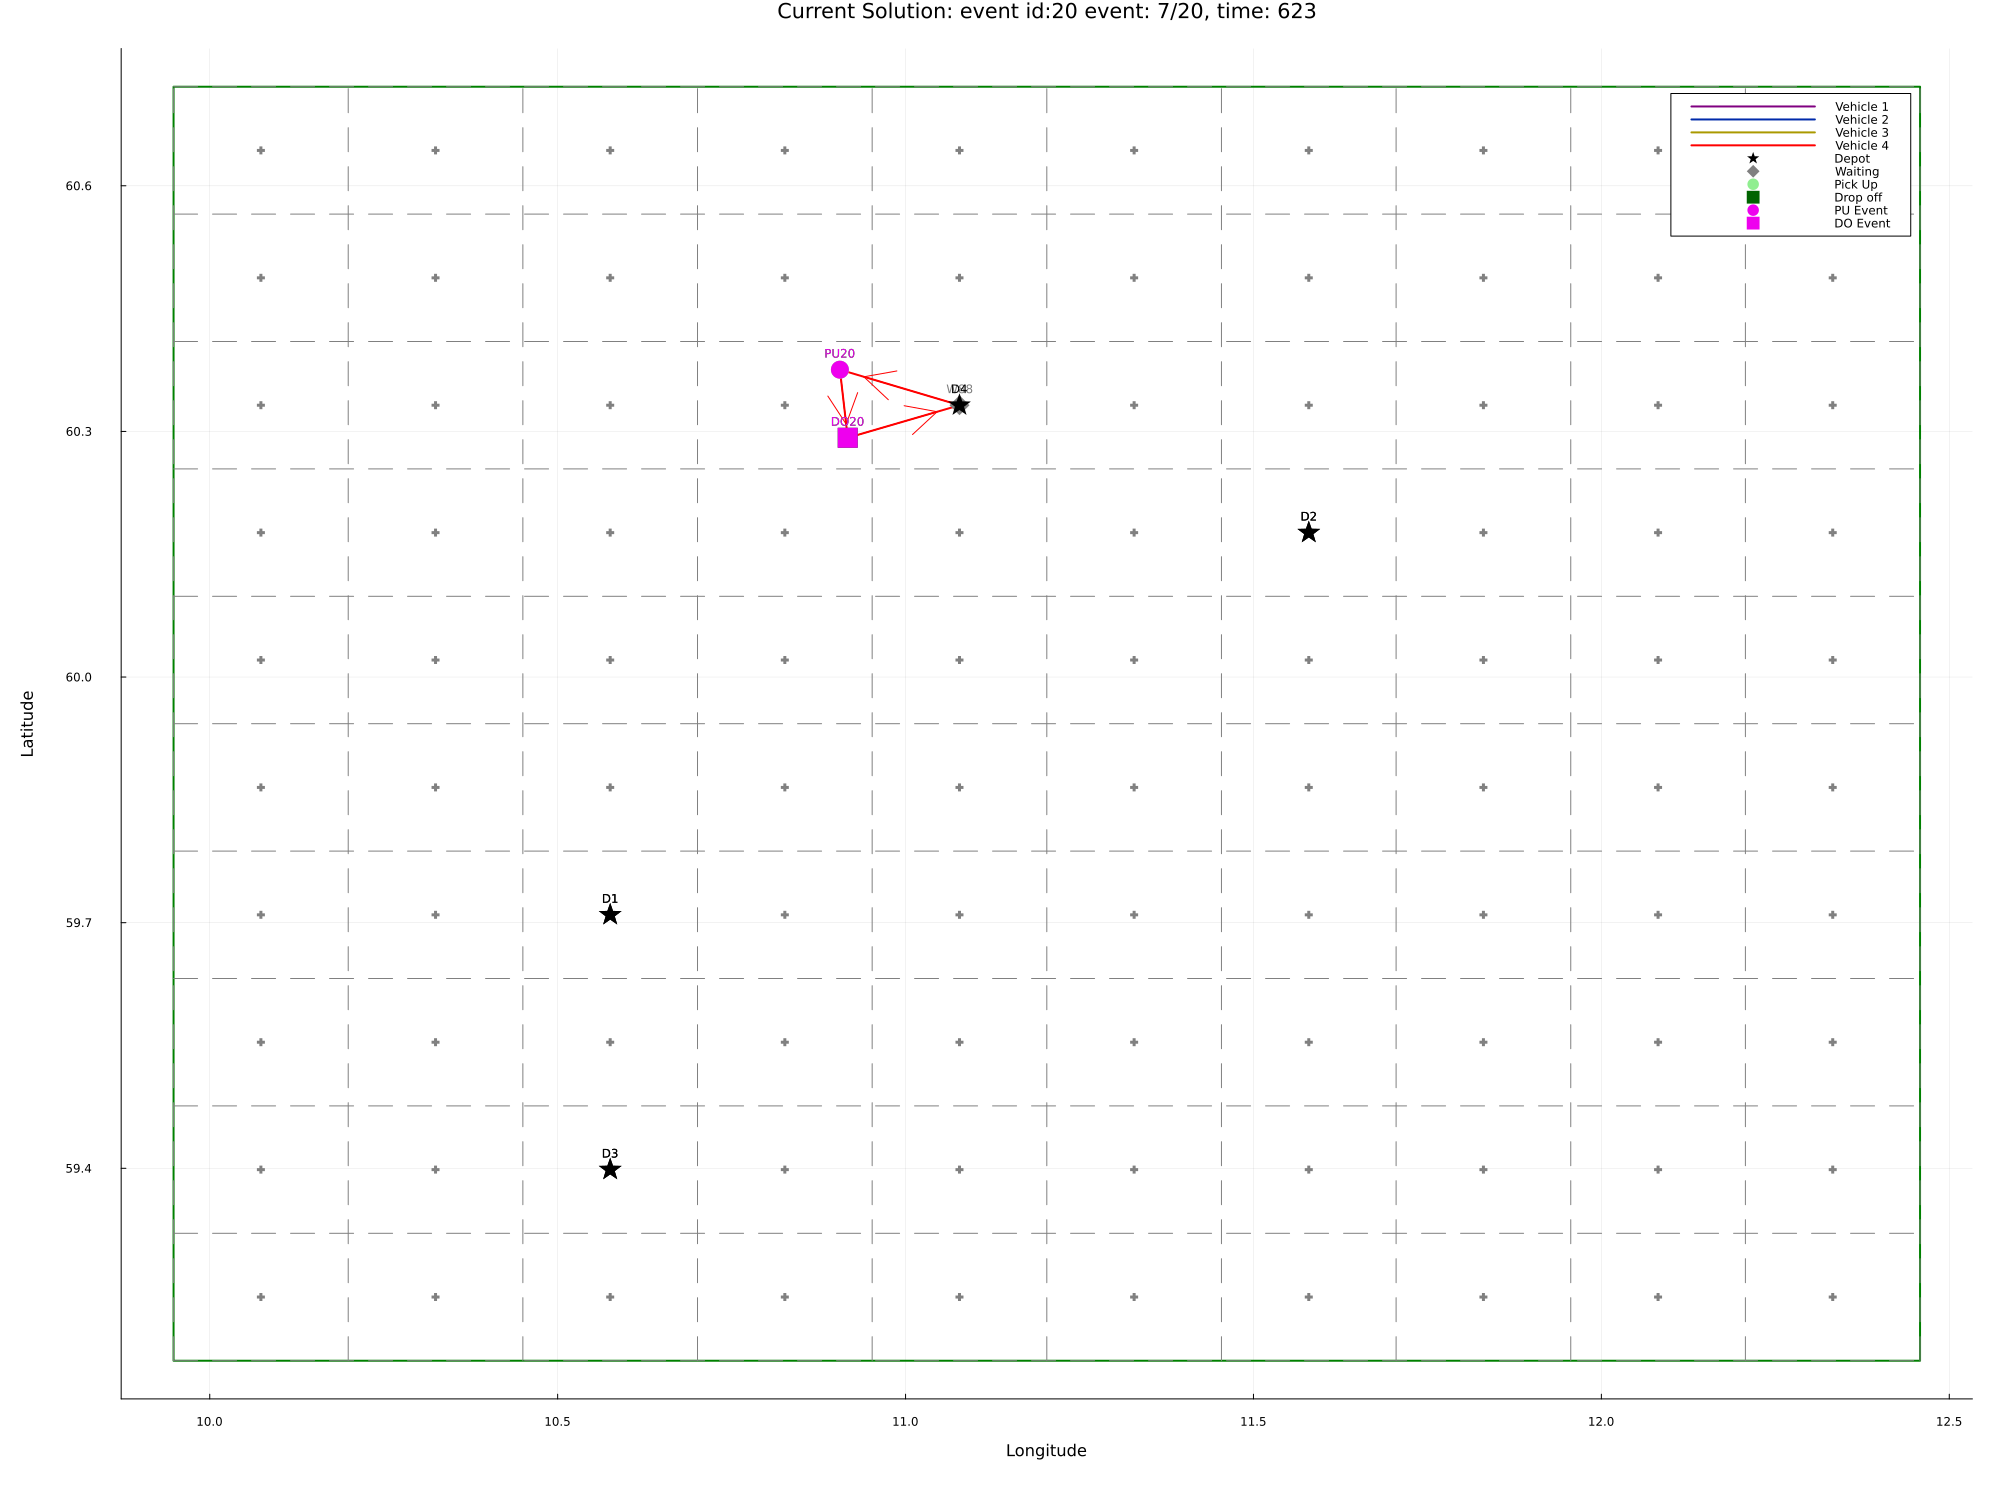 Current Solution: event id:20 event: 7/20, time: 623
Vehicle 1
Vehicle 2
Vehicle 3
Vehicle 4
Depot
Waiting
Pick Up
Drop off
PU Event
DO Event
60.6
60.3
60.0
59.7
59.4
Latitude
PU20
D4
DO20
D2
D1
D3
10.0
10.5
11.0
11.5
12.0
12.5
Longitude